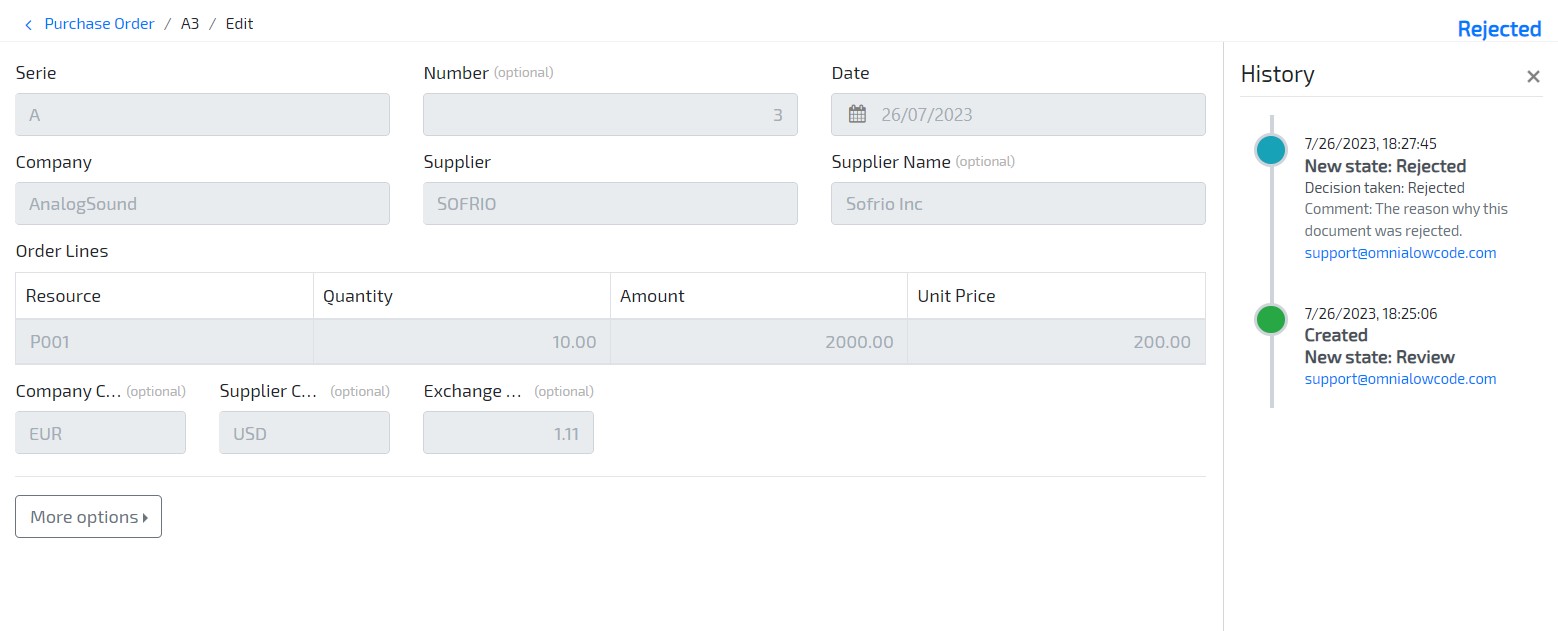 Purchase Order / A3 / Edit
Rejected
Serie
Number (optional)
Date
A
3
26/07/2023
Company
Supplier
Supplier Name (optional)
AnalogSound
SOFRIO
Sofrio Inc
Order Lines
Resource
Quantity
Amount
Unit Price
P001
10.00
2000.00
200.00
Company C... (optional)
Supplier C... (optional)
Exchange ... (optional)
EUR
USD
1.11
More options
History
7/26/2023, 18:27:45
New state: Rejected
Decision taken: Rejected
Comment: The reason why this
document was rejected.
support@omnialowcode.com
7/26/2023, 18:25:06
Created
New state: Review
support@omnialowcode.com